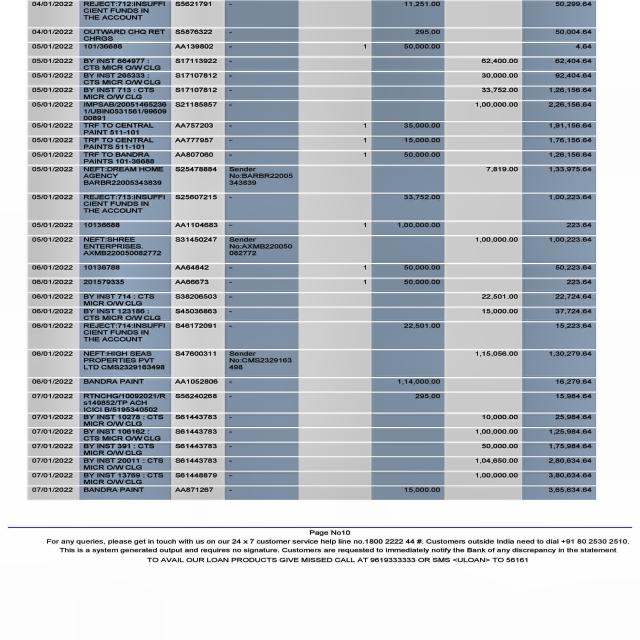 04/01/2022 REJECT:712:INSUFFI S5621791 - 11,251.00 50,299.64
CIENT FUNDS IN
THE ACCOUNT
04/01/2022 OUTWARD CHQ RET S5876322 - 295.00 50,004.64
CHRGS
05/01/2022 101/36688 AA139802 - 1 50,000.00 4.64
05/01/2022 BY INST 664977 : S17113922 - 62,400.00 62,404.64
CTS MICR O/W CLG
05/01/2022 BY INST 265333 : S17107812 - 30,000.00 92,404.64
CTS MICR O/W CLG
05/01/2022 BY INST 713 : CTS S17107812 - 33,752.00 1,26,156.64
MICR O/W CLG
05/01/2022 IMPSAB/20051465236 S21185857 - 1,00,000.00 2,26,156.64
1/UBIN0531561/99609
00891
05/01/2022 TRF TO CENTRAL AA757203 - 1 35,000.00 1,91,156.64
PAINT 511-101
05/01/2022 TRF TO CENTRAL AA777957 - 1 15,000.00 1,76,156.64
PAINTS 511-101
05/01/2022 TRF TO BANDRA AA807060 - 1 50,000.00 1,26,156.64
PAINTS 101-36688
05/01/2022 NEFT:DREAM HOME S25478884 Sender 7,819.00 1,33,975.64
AGENCY No:BARBR22005
BARBR22005343839 343839
05/01/2022 REJECT:713:INSUFFI S25607215 - 33,752.00 1,00,223.64
CIENT FUNDS IN
THE ACCOUNT
05/01/2022 10136688 AA1104683 - 1 1,00,000.00 223.64
05/01/2022 NEFT:SHREE S31450247 Sender 1,00,000.00 1,00,223.64
ENTERPRISES. No:AXMB220050
AXMB220050082772 082772
06/01/2022 10136788 AA64842 - 1 50,000.00 50,223.64
06/01/2022 201579335 AA66673 - 1 50,000.00 223.64
06/01/2022 BY INST 714 : CTS S38206503 - 22,501.00 22,724.64
MICR O/W CLG
06/01/2022 BY INST 123186 : S45036863 - 15,000.00 37,724.64
CTS MICR O/W CLG
06/01/2022 REJECT:714:INSUFFI S46172091 - 22,501.00 15,223.64
CIENT FUNDS IN
THE ACCOUNT
06/01/2022 NEFT:HIGH SEAS S47600311 Sender 1,15,056.00 1,30,279.64
PROPERTIES PVT No:CMS2329163
LTD CMS2329163498 498
06/01/2022 BANDRA PAINT AA1052806 - 1,14,000.00 16,279.64
07/01/2022 RTNCHG/10092021/R S56240268 - 295.00 15,984.64
s149852/TP ACH
ICICI B/5195340502
07/01/2022 BY INST 10278 : CTS S61443783 - 10,000.00 25,984.64
MICR O/W CLG
07/01/2022 BY INST 106162 : S61443783 - 1,00,000.00 1,25,984.64
CTS MICR O/W CLG
07/01/2022 BY INST 391 : CTS S61443783 - 50,000.00 1,75,984.64
MICR O/W CLG
07/01/2022 BY INST 20011 : CTS S61443783 - 1,04,650.00 2,80,634.64
MICR O/W CLG
07/01/2022 BY INST 13769 : CTS S61448879 - 1,00,000.00 3,80,634.64
MICR O/W CLG
07/01/2022 BANDRA PAINT AA871267 - 15,000.00 3,65,634.64
Page No10
For any queries, please get in touch with us on our 24 x 7 customer service help line no.1800 2222 44 #. Customers outside India need to dial +91 80 2530 2510.
This is a system generated output and requires no signature. Customers are requested to immediately notify the Bank of any discrepancy in the statement
TO AVAIL OUR LOAN PRODUCTS GIVE MISSED CALL AT 9619333333 OR SMS <ULOAN> TO 56161